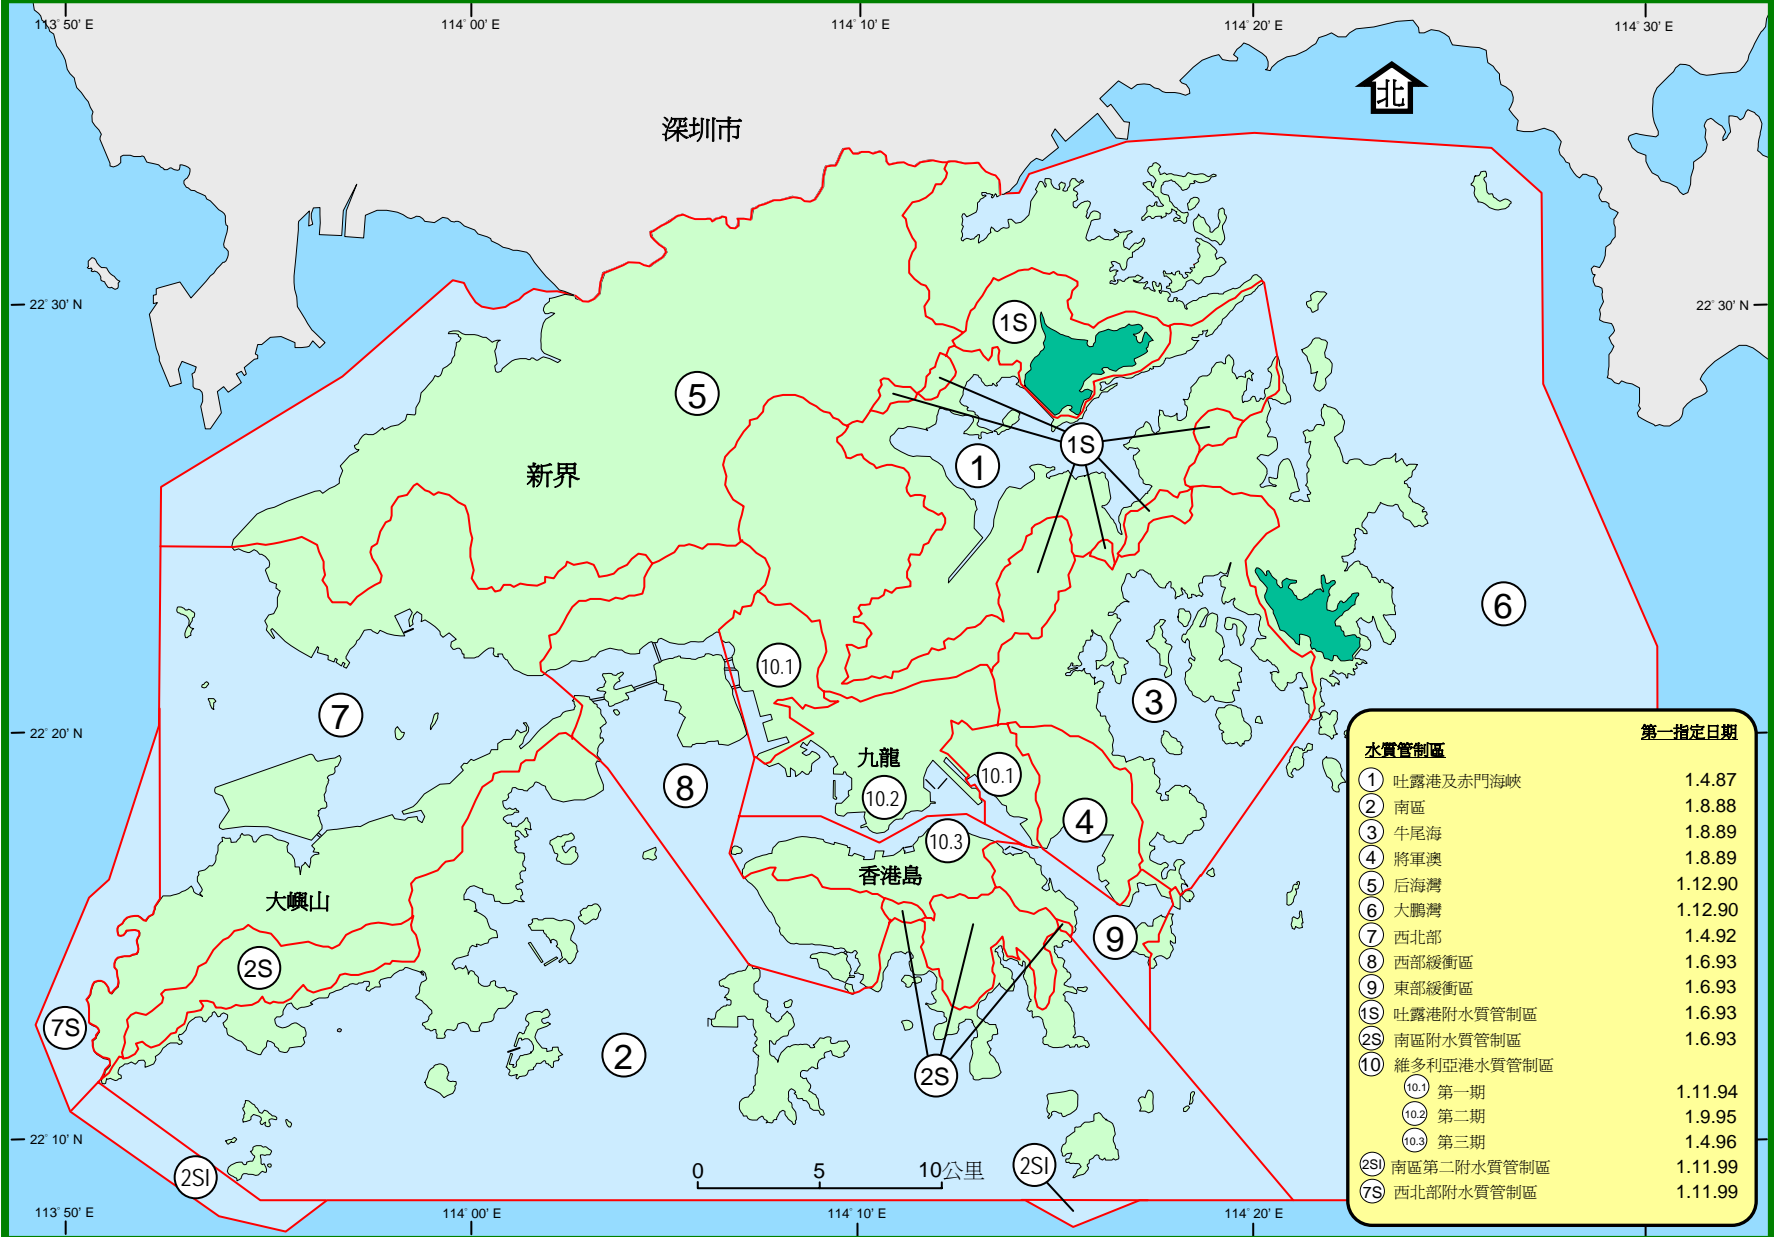 113° 50' E
114° 00' E
114° 10' E
114° 20' E
114° 30' E
北
深圳市
22° 30' N
22° 30' N
1S
5
1S
1
新界
6
10.1
3
7
22° 20' N
九龍
10.1
8
10.2
4
10.3
香港島
大嶼山
9
2S
7S
2
2S
22° 10' N
2SI
2SI
0 5 10公里
113° 50' E
114° 00' E
114° 10' E
114° 20' E
第一指定日期
水質管制區
1 吐露港及赤門海峽 1.4.87
2 南區 1.8.88
3 牛尾海 1.8.89
4 將軍澳 1.8.89
5 后海灣 1.12.90
6 大鵬灣 1.12.90
7 西北部 1.4.92
8 西部緩衝區 1.6.93
9 東部緩衝區 1.6.93
1S 吐露港附水質管制區 1.6.93
2S 南區附水質管制區 1.6.93
10 維多利亞港水質管制區
10.1 第一期 1.11.94
10.2 第二期 1.9.95
10.3 第三期 1.4.96
2SI 南區第二附水質管制區 1.11.99
7S 西北部附水質管制區 1.11.99